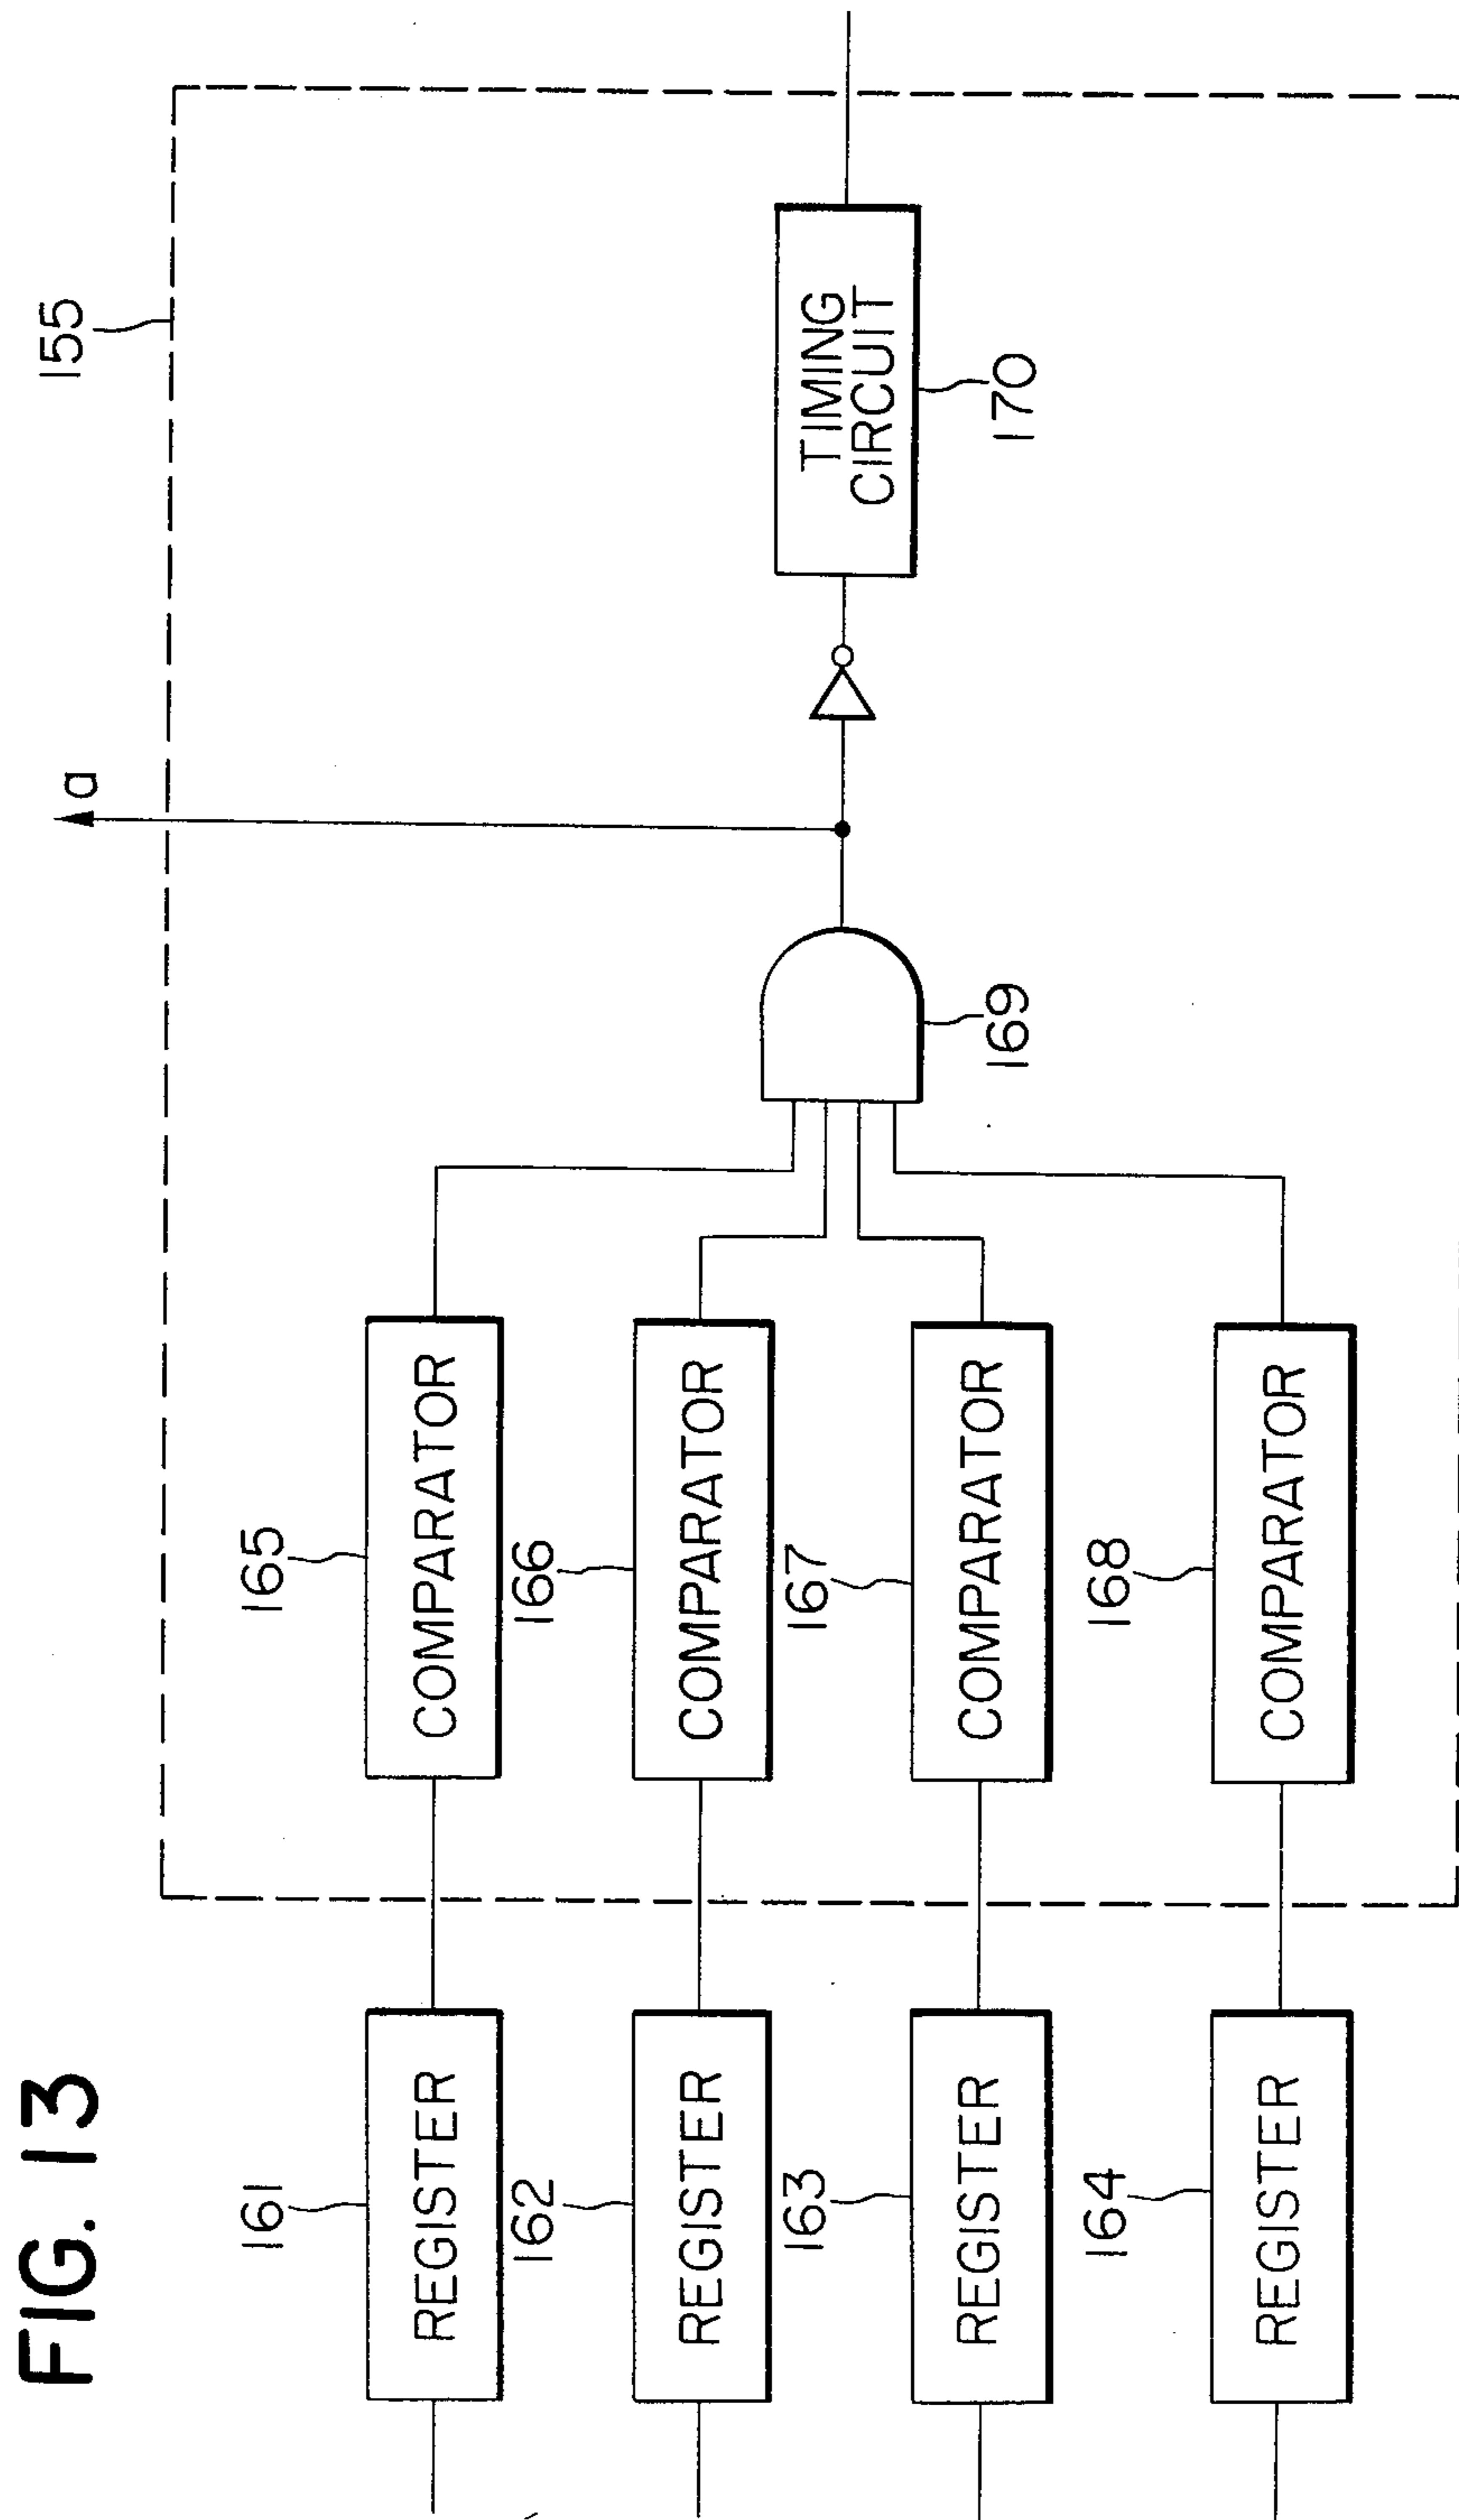 FIG. 13
155
161
REGISTER
165
COMPARATOR
a
162
REGISTER
166
COMPARATOR
TIMING
CIRCUIT
170
169
163
REGISTER
167
COMPARATOR
164
REGISTER
168
COMPARATOR